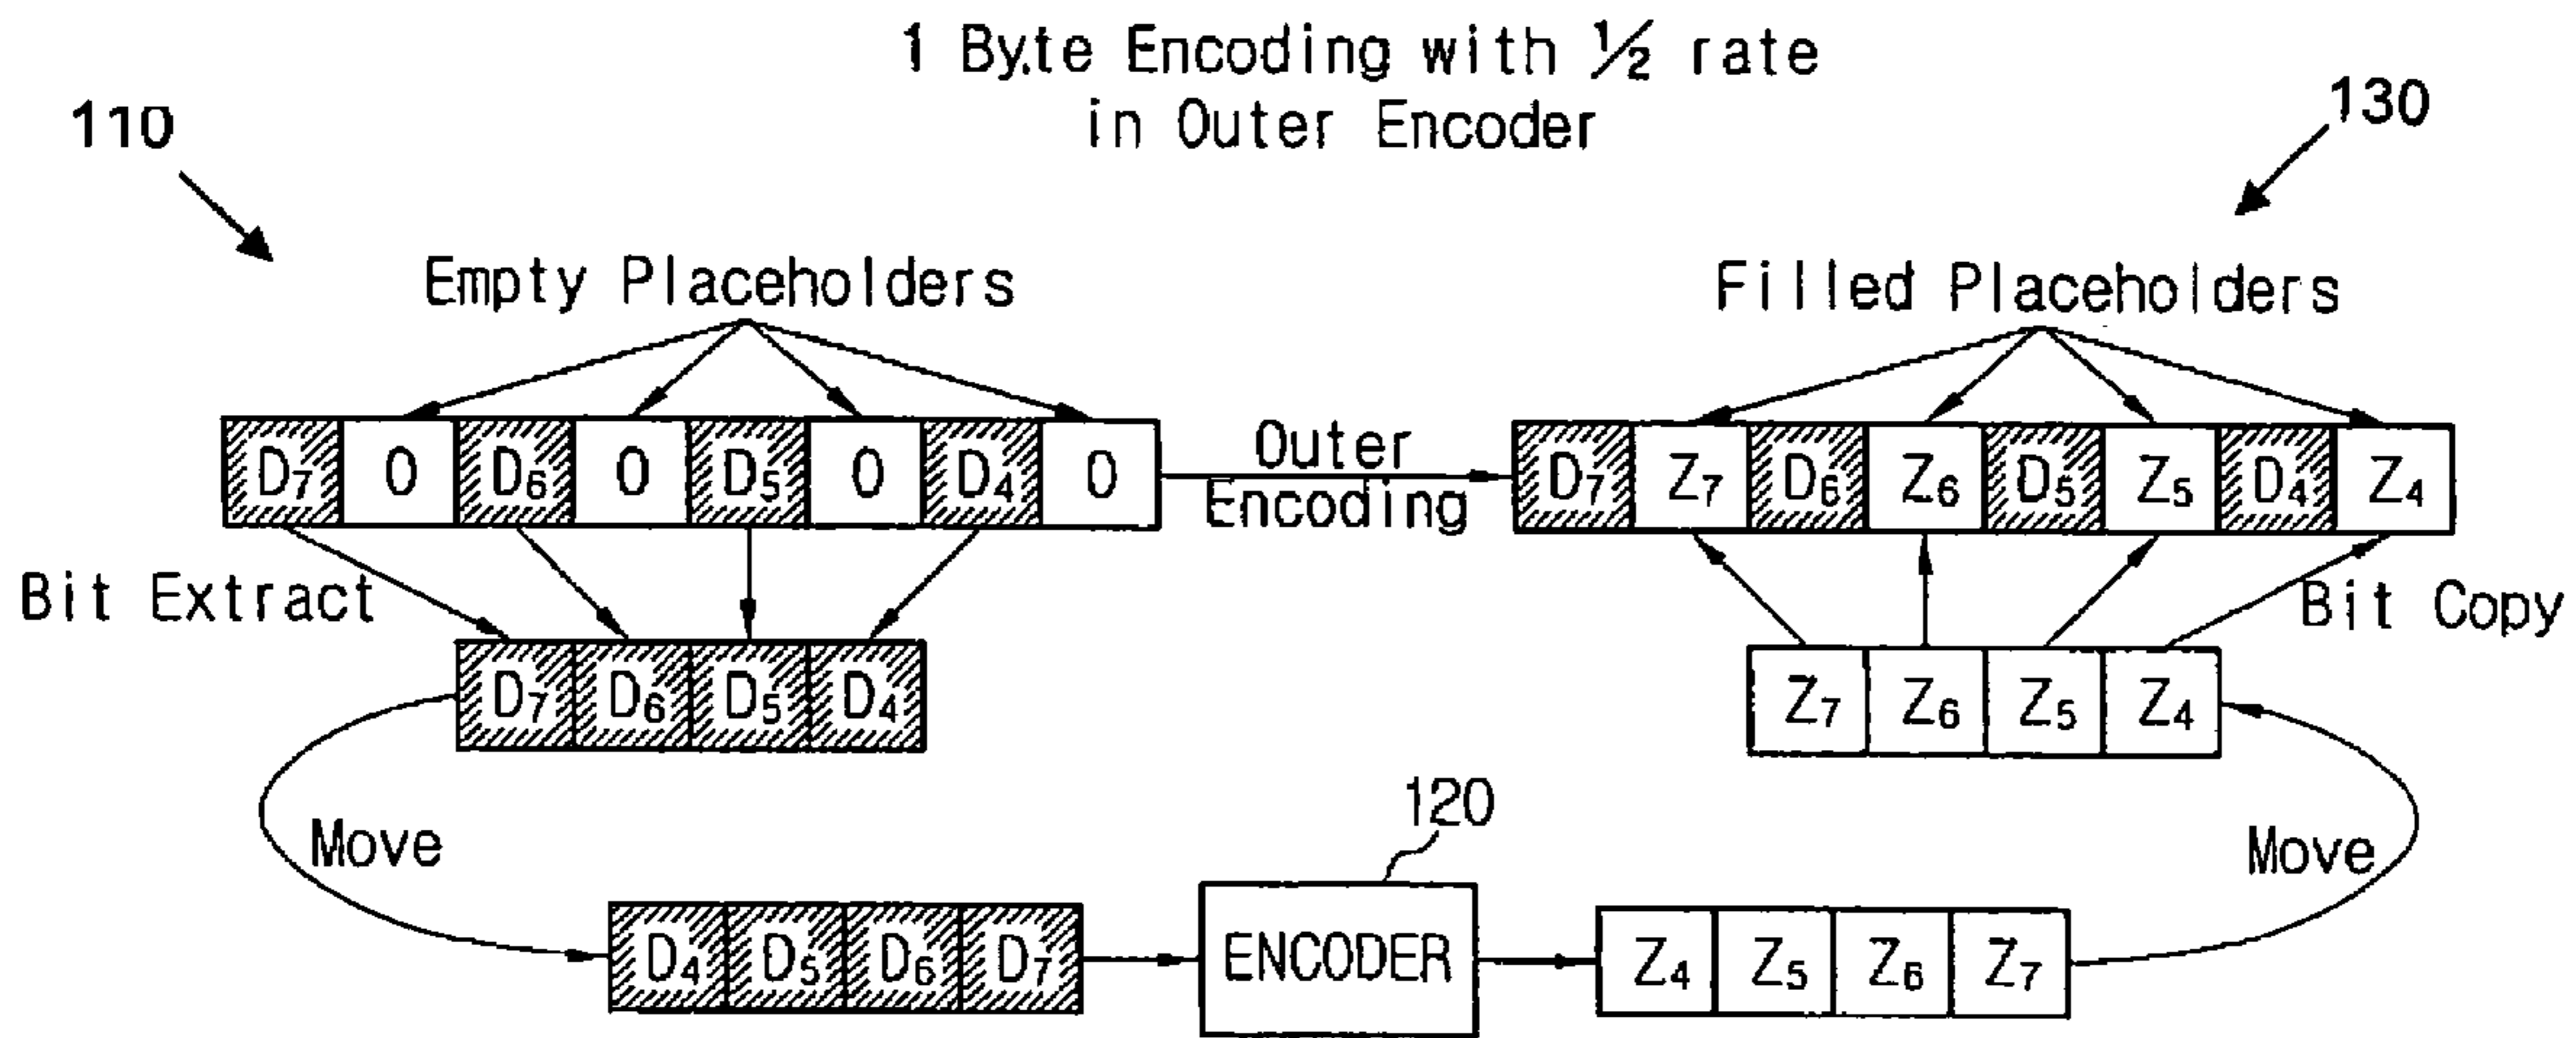 1 By.te Encoding with ½ rate
in Outer Encoder
110
130
Empty Placeholders
Filled Placeholders
D7 0 D6 0 D5 0 D4 0
Outer
Encoding
D7 Z7 D6 Z6 D5 Z5 D4 Z4
Bit Extract
Bit Copy
D7 D6 D5 D4
Z7 Z6 Z5 Z4
120
Move
Move
D4 D5 D6 D7
ENCODER
Z4 Z5 Z6 Z7